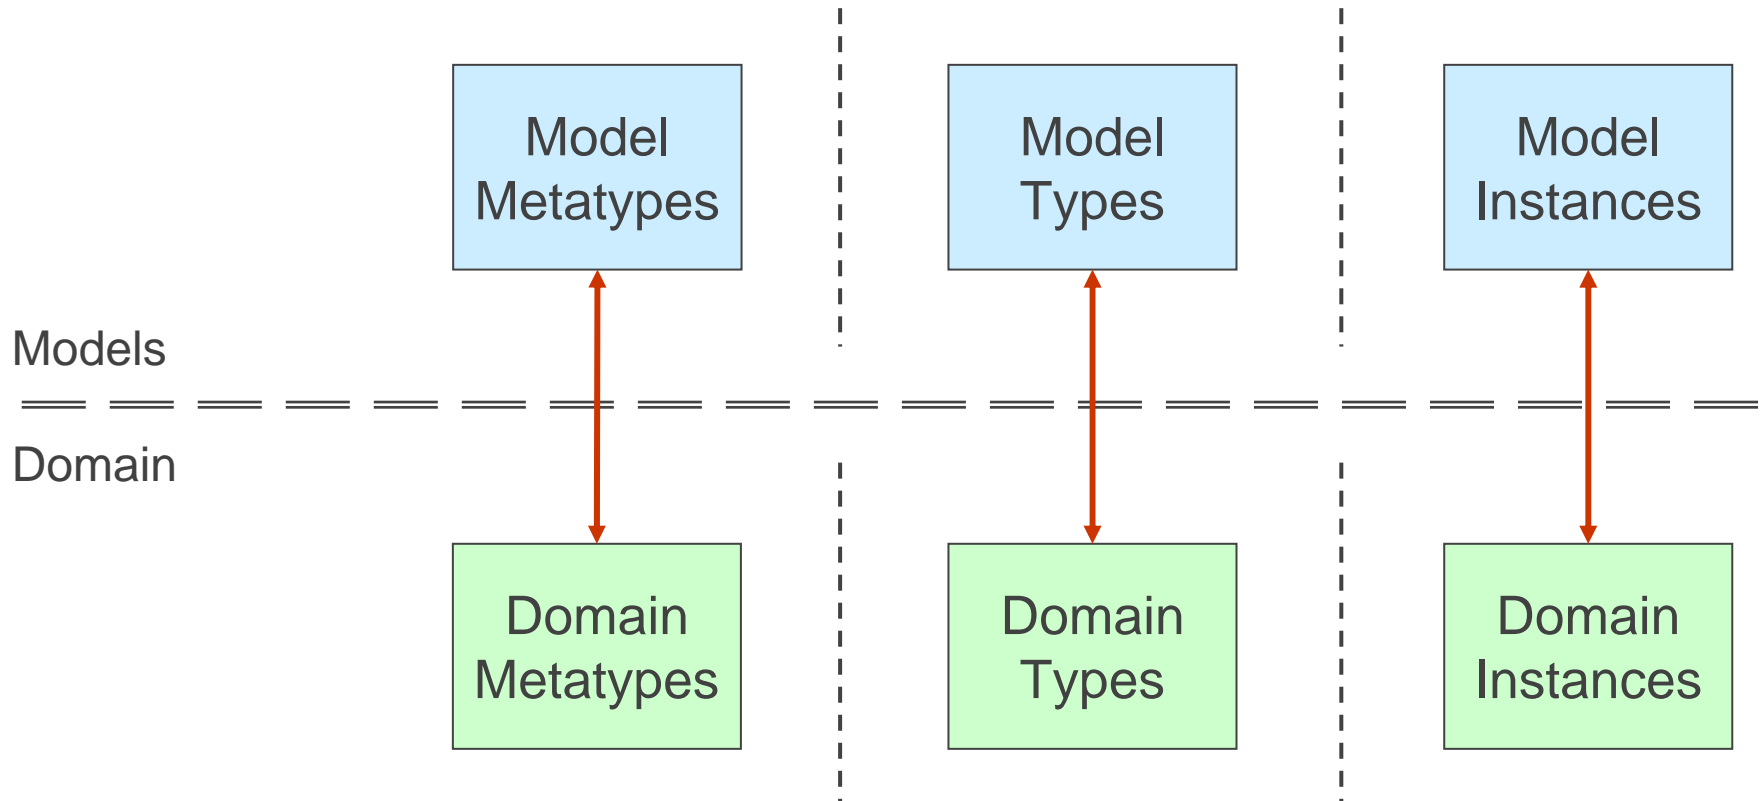 Model
Metatypes
Model
Types
Model
Instances
Models
Domain
Domain
Metatypes
Domain
Types
Domain
Instances